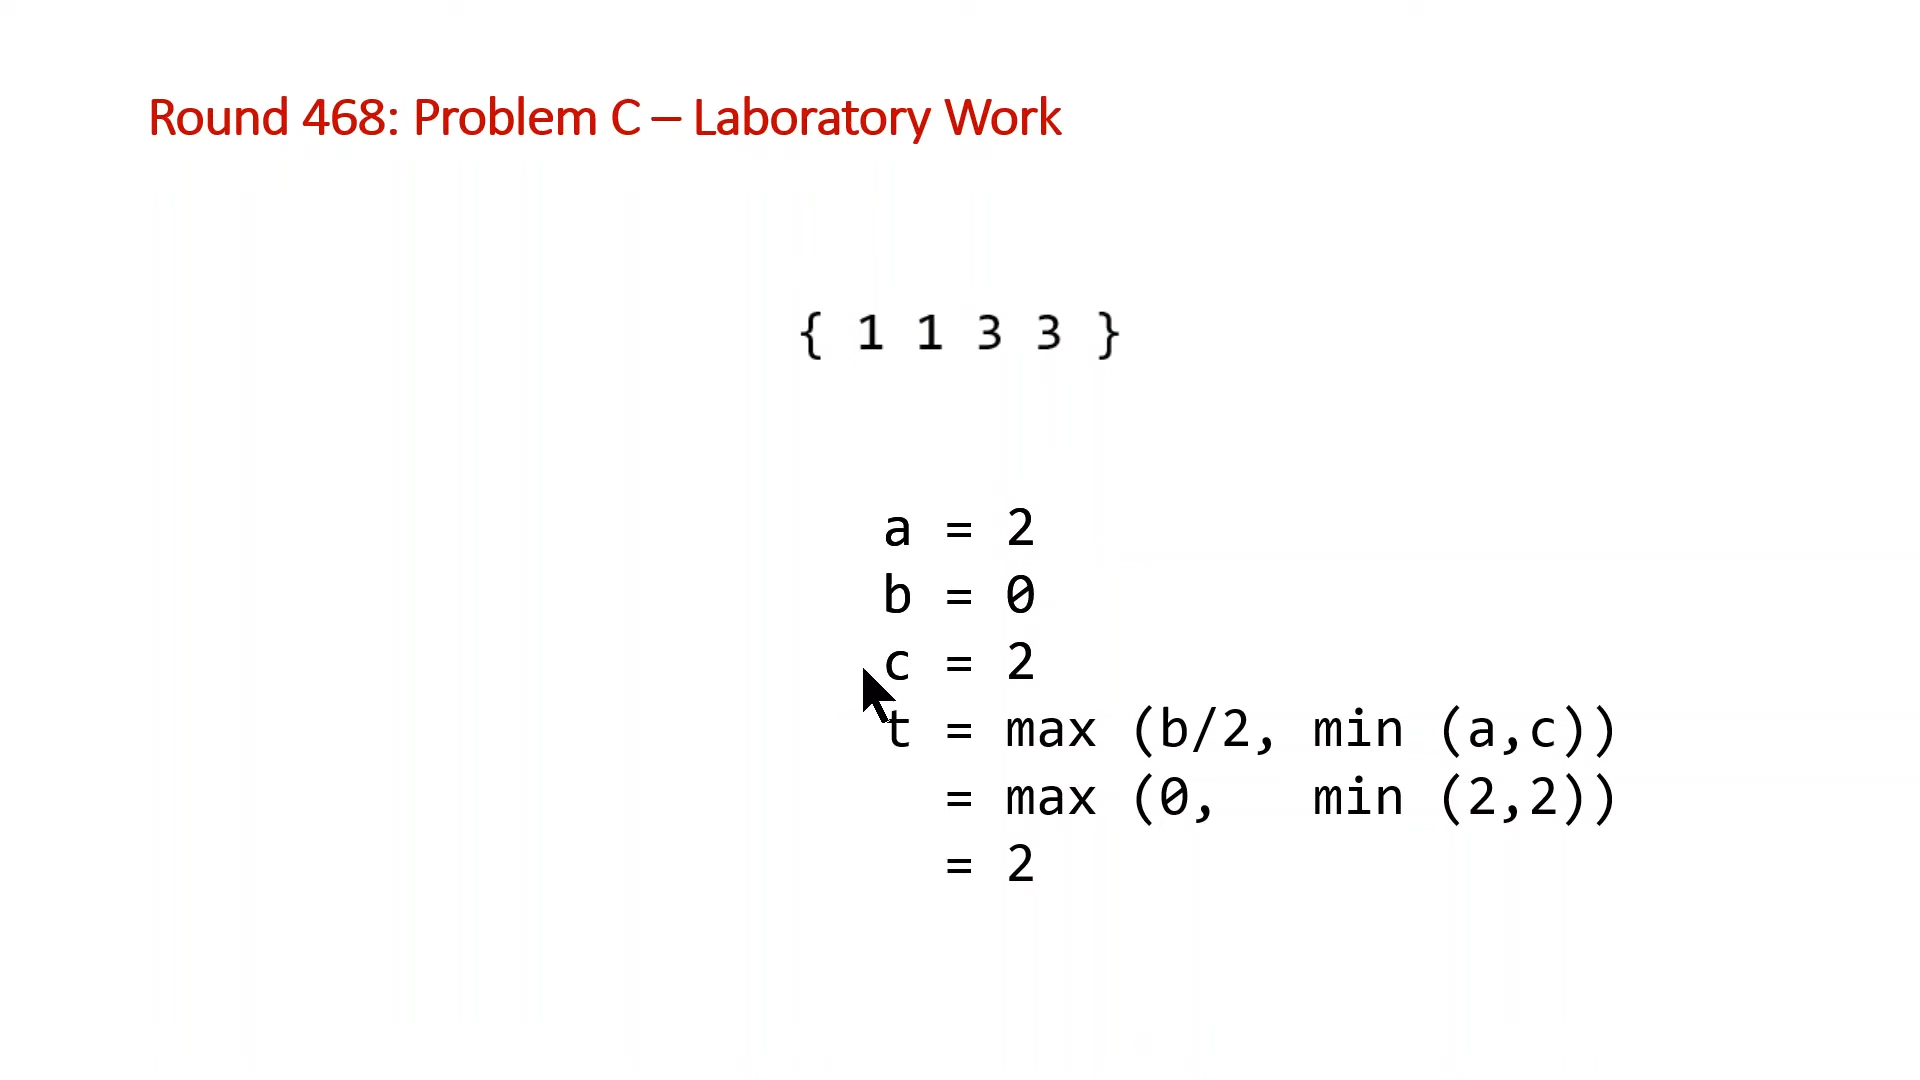 Round 468: Problem C – Laboratory Work
{ 1 1 3 3 }
a = 2
b = 0
c = 2
t = max (b/2, min (a,c))
= max (0, min (2,2))
= 2